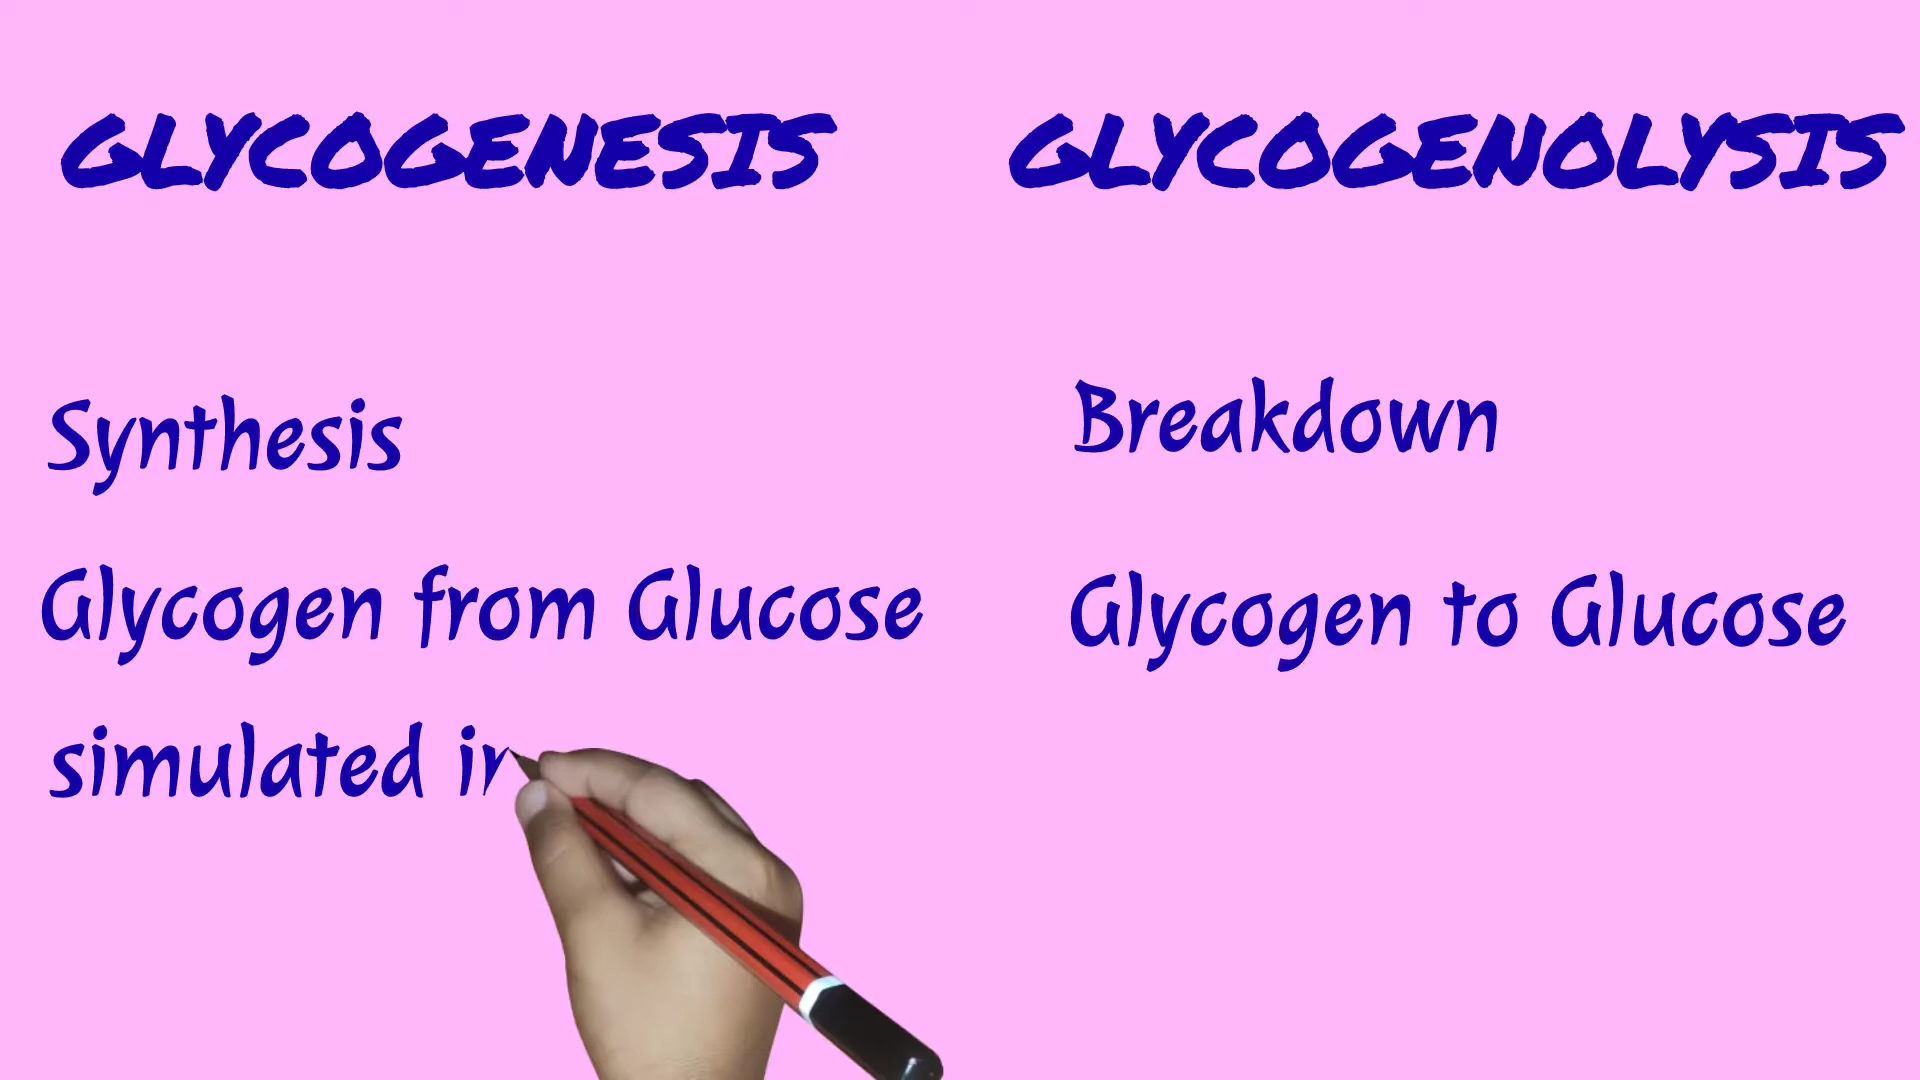 GLYCOGENESIS
GLYCOGENOLYSIS
Synthesis
Breakdown
Glycogen from Glucose
Glycogen to Glucose
simulated